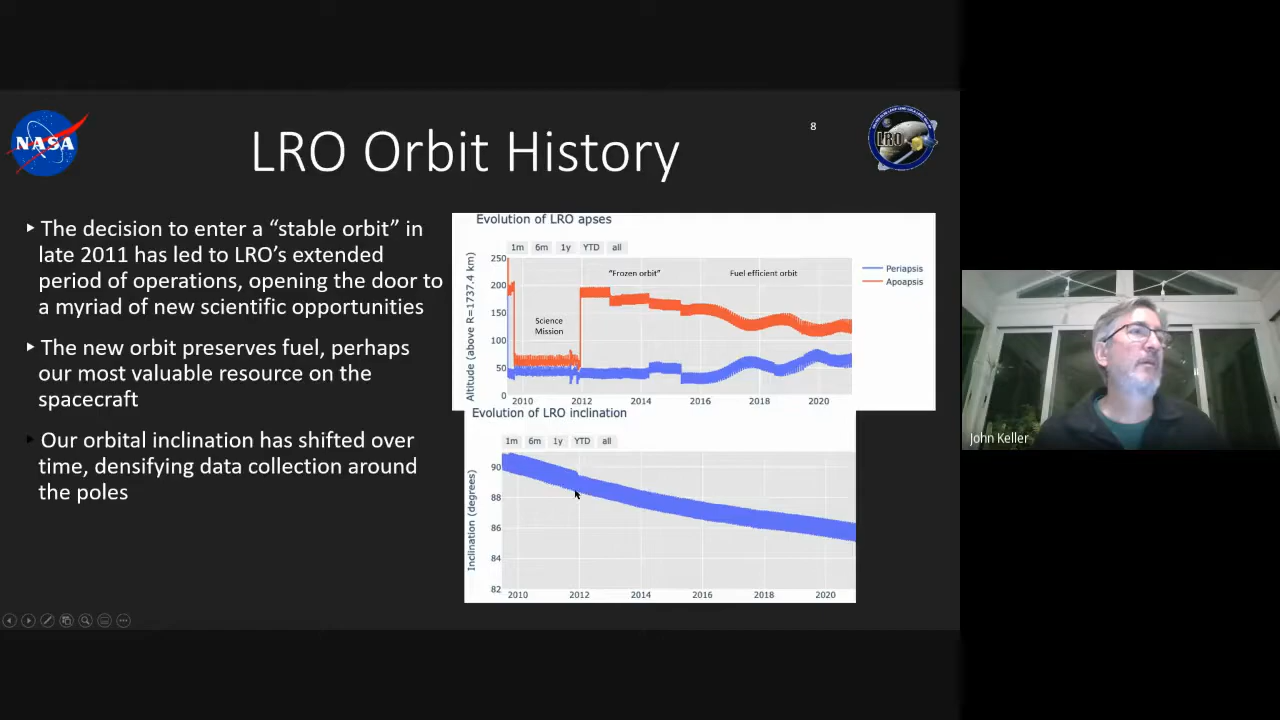 NASA
LRO Orbit History
8
LRO
The decision to enter a “stable orbit” in
late 2011 has led to LRO’s extended
period of operations, opening the door to
a myriad of new scientific opportunities
The new orbit preserves fuel, perhaps
our most valuable resource on the
spacecraft
Our orbital inclination has shifted over
time, densifying data collection around
the poles
Evolution of LRO apses
1m 6m 1y YTD all
Altitude (above R=1737.4 km)
250
200
150
100
50
0
Science
Mission
“Frozen orbit”
Fuel efficient orbit
Periapsis
Apoapsis
2010 2012 2014 2016 2018 2020
Evolution of LRO inclination
1m 6m 1y YTD all
Inclination (degrees)
90
88
86
84
82
2010 2012 2014 2016 2018 2020
John Keller